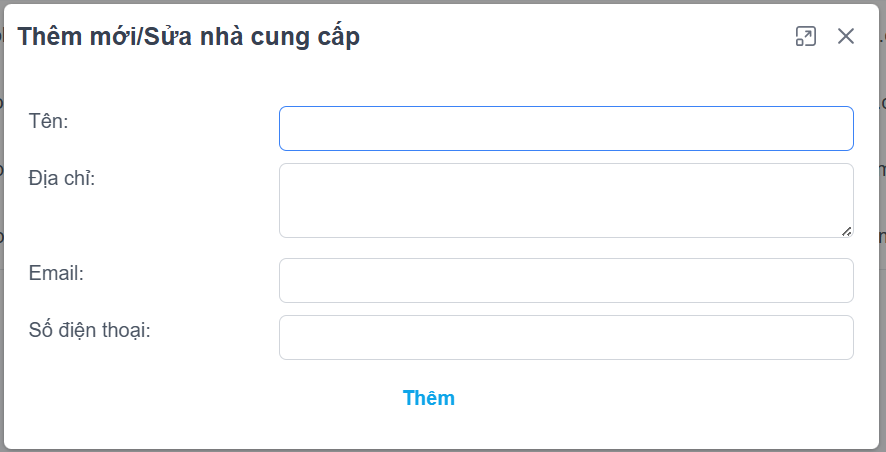 Thêm mới/Sửa nhà cung cấp
Tên:
Địa chỉ:
Email:
Số điện thoại:
Thêm